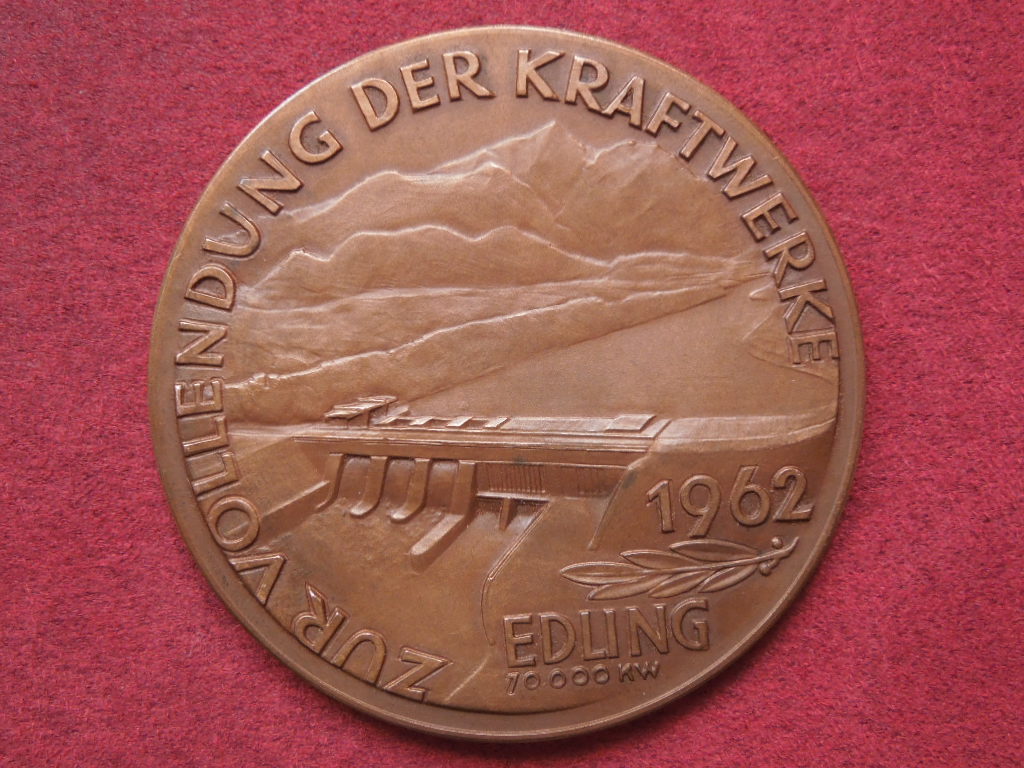 ZUR VOLLENDUNG DER KRAFTWERKE
1962
EDLING
70.000 KW